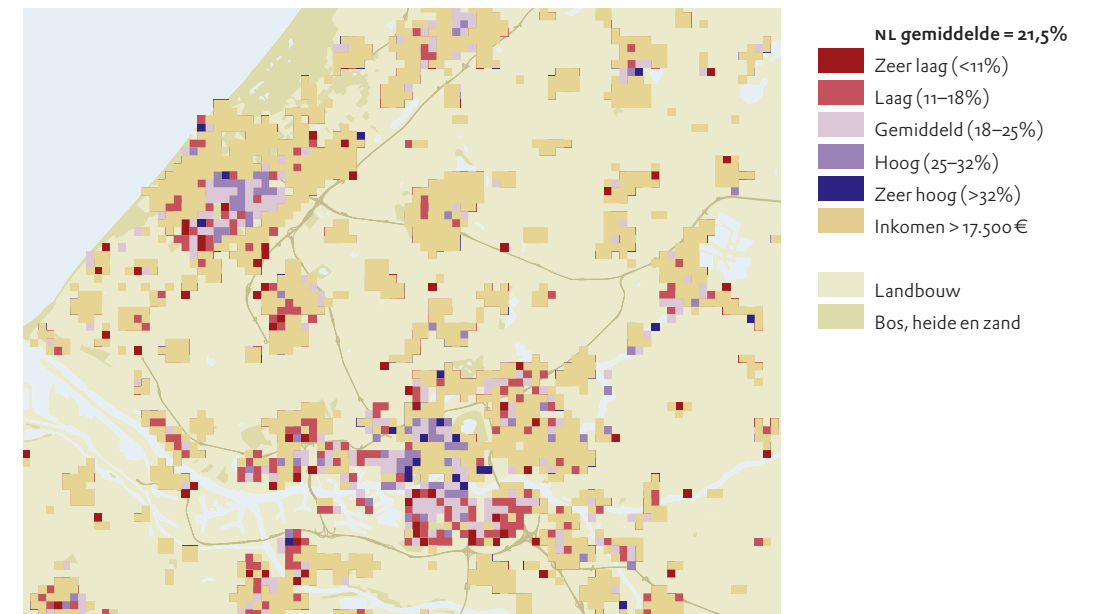 NL gemiddelde = 21,5%
Zeer laag (<11%)
Laag (11–18%)
Gemiddeld (18–25%)
Hoog (25–32%)
Zeer hoog (>32%)
Inkomen > 17.500 €
Landbouw
Bos, heide en zand